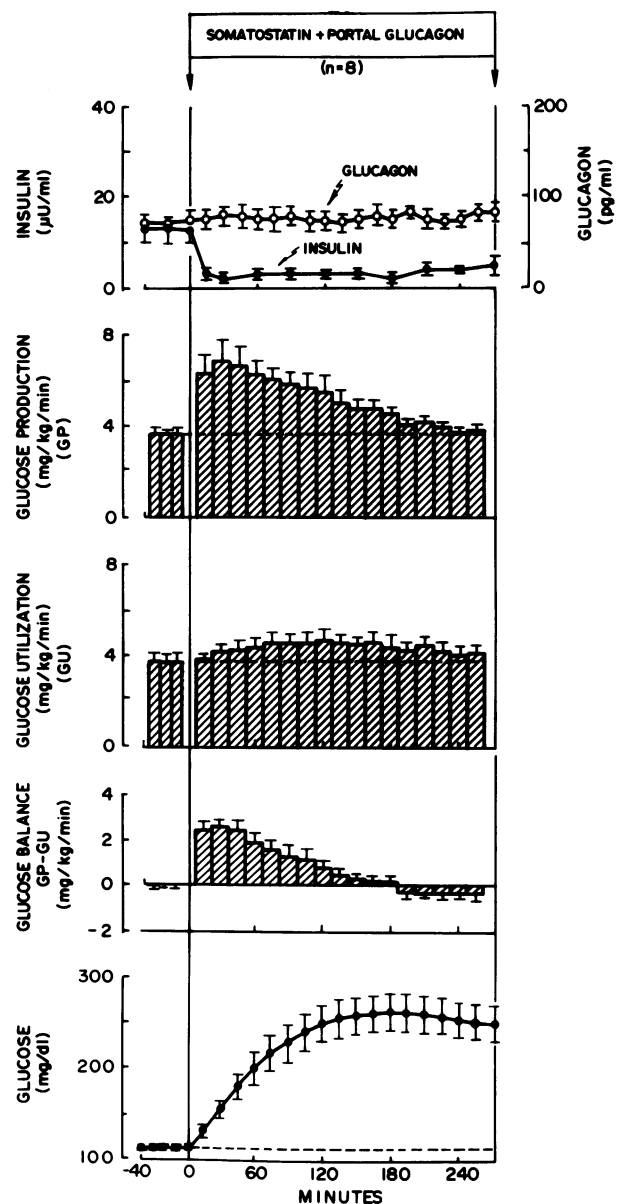 SOMATOSTATIN + PORTAL GLUCAGON
(n=8)
40
20
0
INSULIN
(μU/ml)
200
100
0
GLUCAGON
(pg/ml)
GLUCAGON
INSULIN
8
4
0
GLUCOSE PRODUCTION
(mg/kg/min)
(GP)
8
4
0
GLUCOSE UTILIZATION
(mg/kg/min)
(GU)
4
2
0
-2
GLUCOSE BALANCE
GP-GU
(mg/kg/min)
300
200
100
GLUCOSE
(mg/dl)
-40 0 60 120 180 240
MINUTES